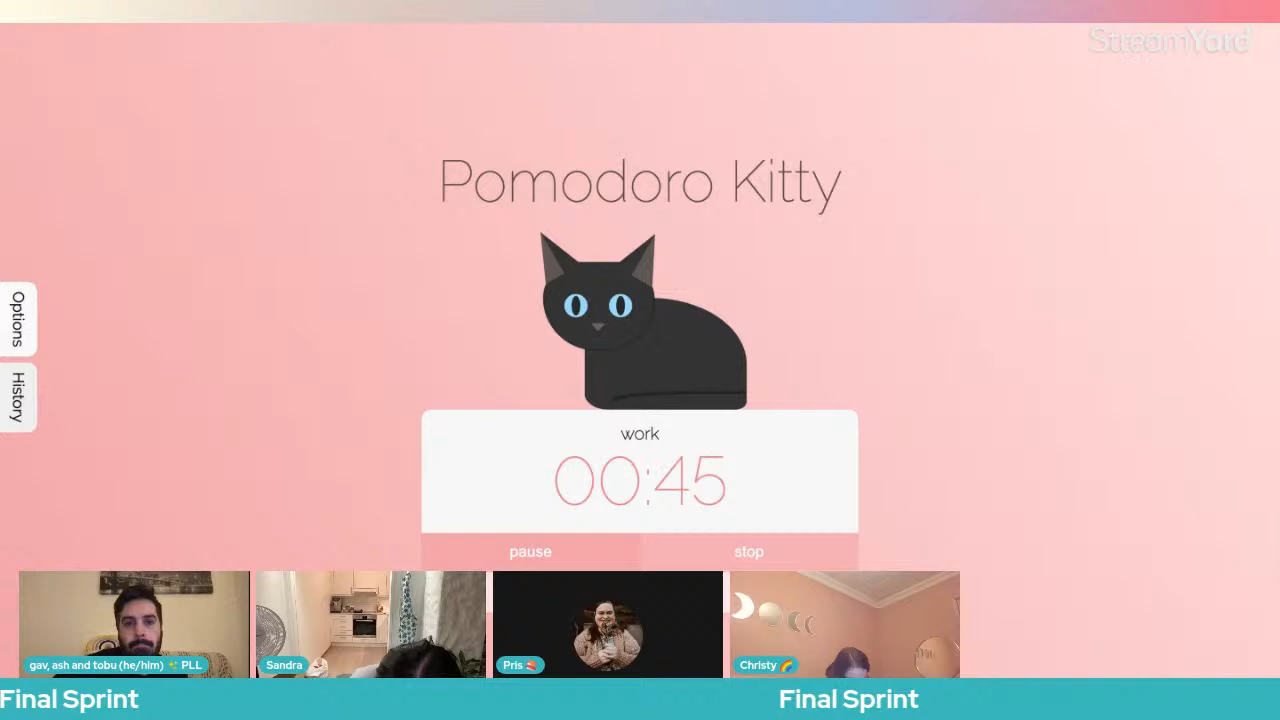 StreamYard
Pomodoro Kitty
Options
History
work
00:45
pause
stop
gav, ash and tobu (he/him) ✨ PLL
Sandra
Pris
Christy 🌈
Final Sprint
Final Sprint